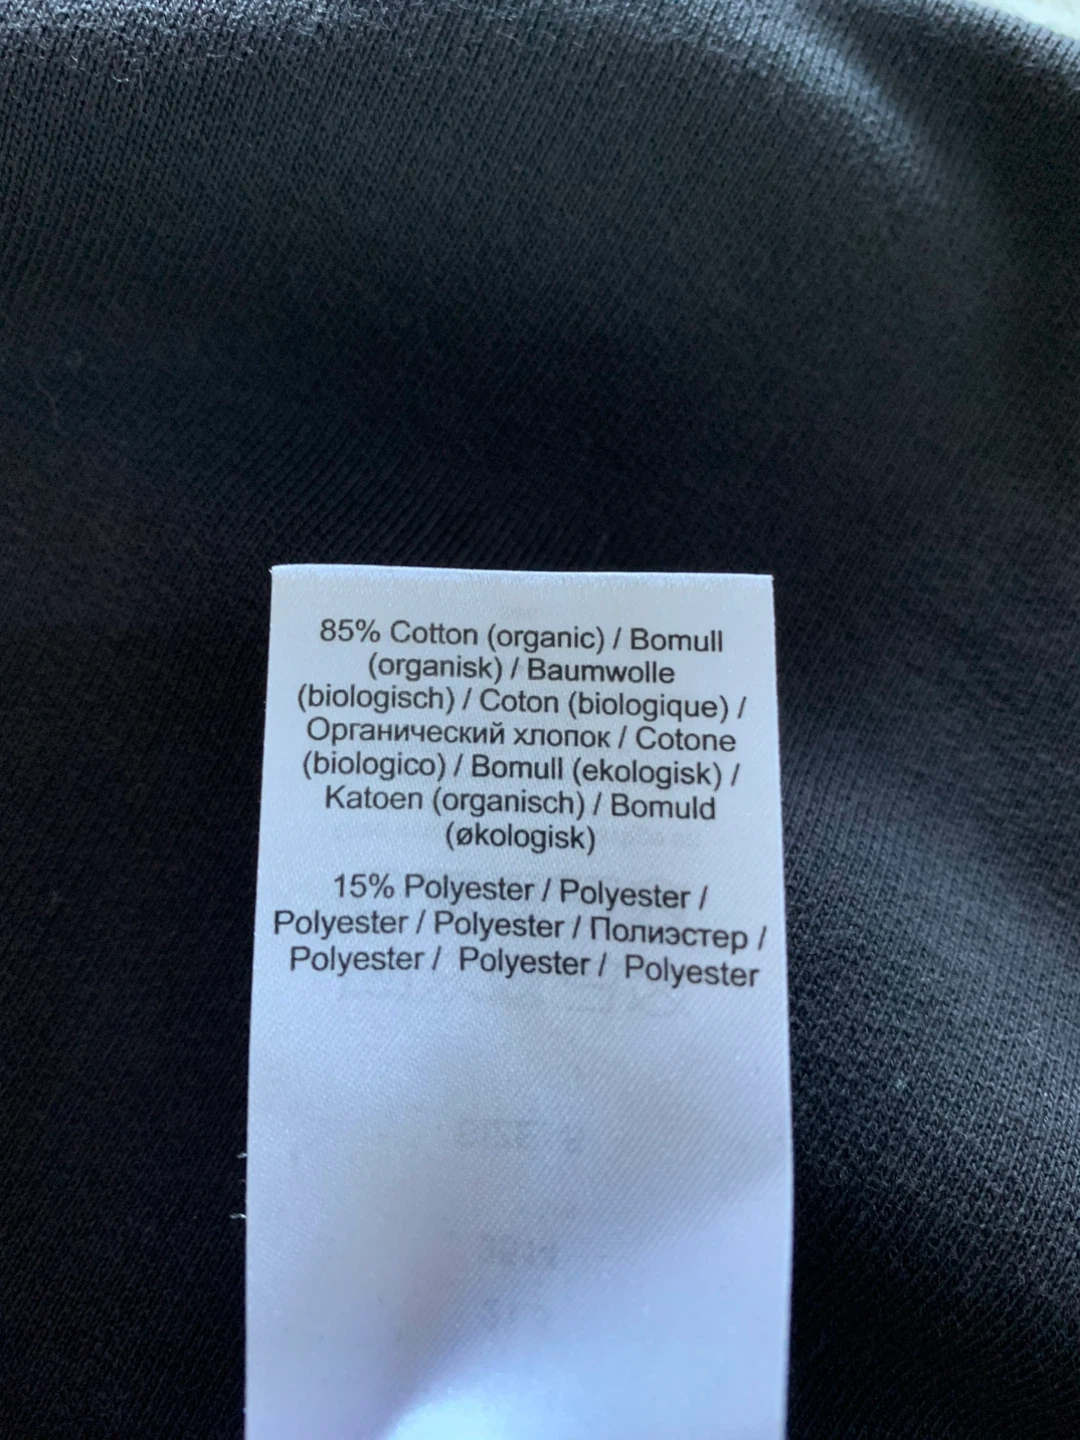 85% Cotton (organic) / Bomull
(organisk) / Baumwolle
(biologisch) / Coton (biologique) /
Органический хлопок / Cotone
(biologico) / Bomull (ekologisk) /
Katoen (organisch) / Bomuld
(økologisk)
15% Polyester / Polyester /
Polyester / Polyester / Полиэстер /
Polyester /  Polyester /  Polyester